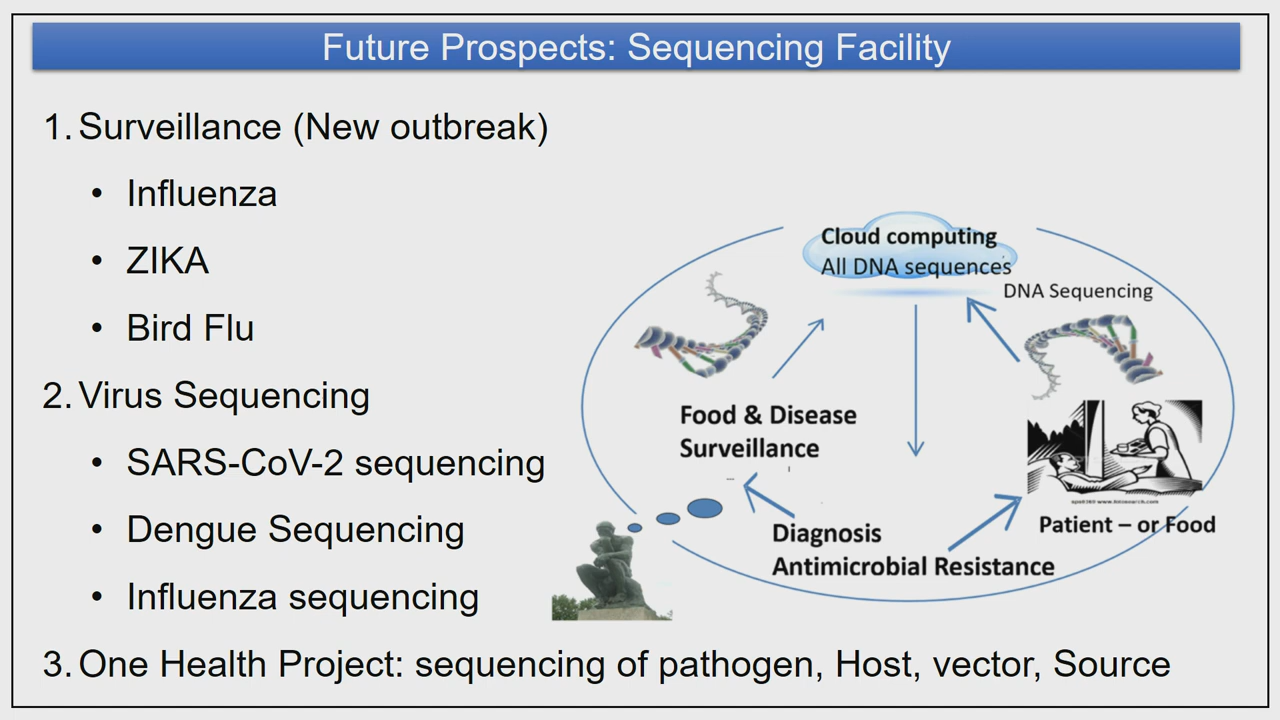 Future Prospects: Sequencing Facility
1. Surveillance (New outbreak)
• Influenza
• ZIKA
• Bird Flu
2. Virus Sequencing
• SARS-CoV-2 sequencing
• Dengue Sequencing
• Influenza sequencing
3. One Health Project: sequencing of pathogen, Host, vector, Source
Cloud computing
All DNA sequences
DNA Sequencing
Food & Disease
Surveillance
Patient – or Food
Diagnosis
Antimicrobial Resistance